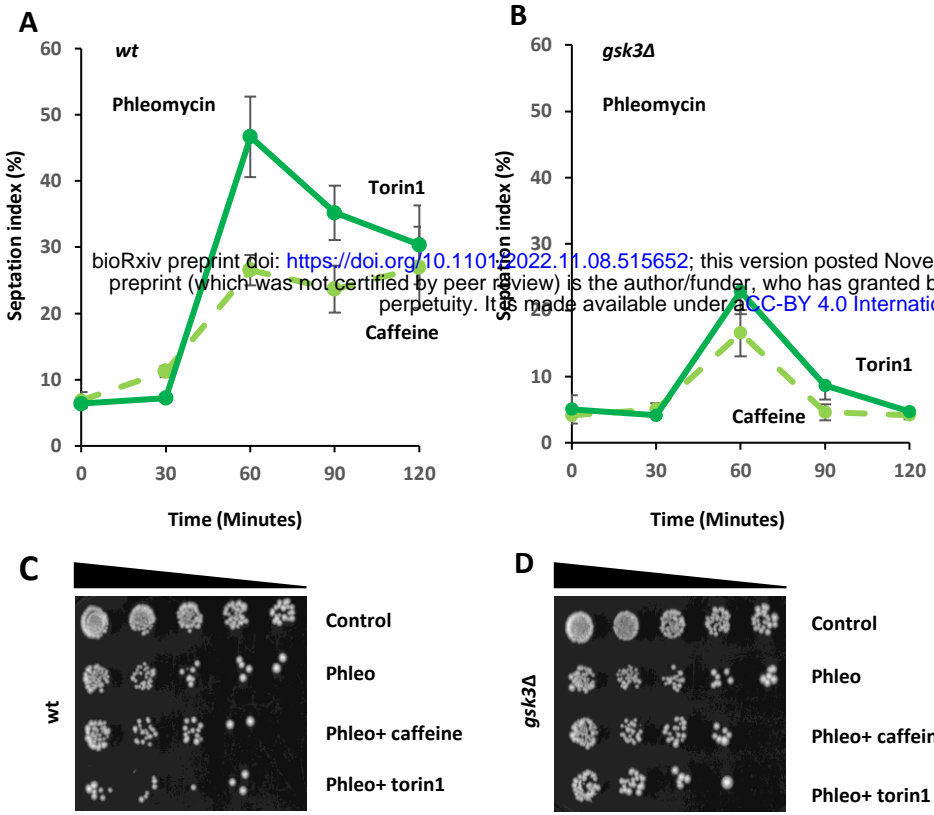 A
wt
Phleomycin
Torin1
Caffeine
Septation index (%)
60
50
40
30
20
10
0
0 30 60 90 120
Time (Minutes)
B
gsk3Δ
Phleomycin
Torin1
Caffeine
Septation index (%)
60
50
40
30
20
10
0
0 30 60 90 120
Time (Minutes)
bioRxiv preprint doi: https://doi.org/10.1101/2022.11.08.515652; this version posted Nove
preprint (which was not certified by peer review) is the author/funder, who has granted b
perpetuity. It is made available under aCC-BY 4.0 Internatio
C
wt
Control
Phleo
Phleo+ caffeine
Phleo+ torin1
D
gsk3Δ
Control
Phleo
Phleo+ caffein
Phleo+ torin1